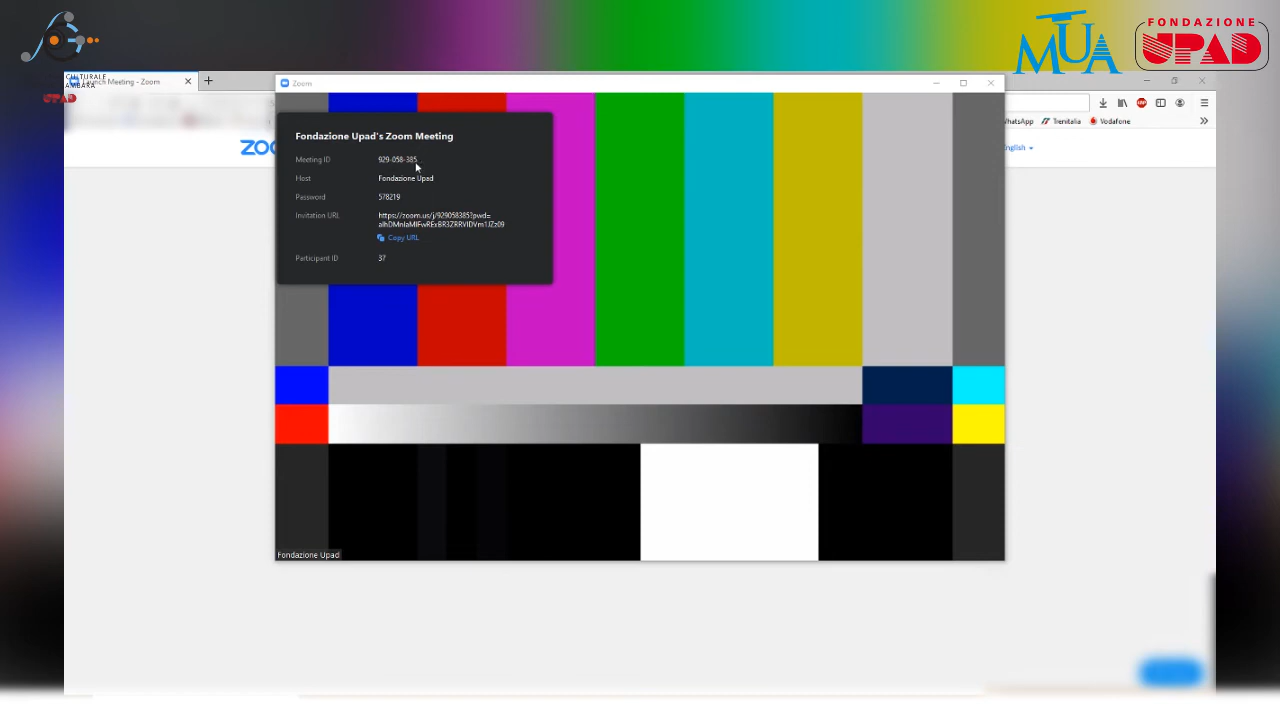 FONDAZIONE
MUA
UPAD
CULTURALE
AMBARA
UPAD
Launch Meeting - Zoom
Zoom
WhatsApp
Trenitalia
Vodafone
ZOO
English
Fondazione Upad's Zoom Meeting
Meeting ID 929-058-385
Host Fondazione Upad
Password 578219
Invitation URL https://zoom.us/j/929058385?pwd=
Copy URL
Participant ID 37
Fondazione Upad